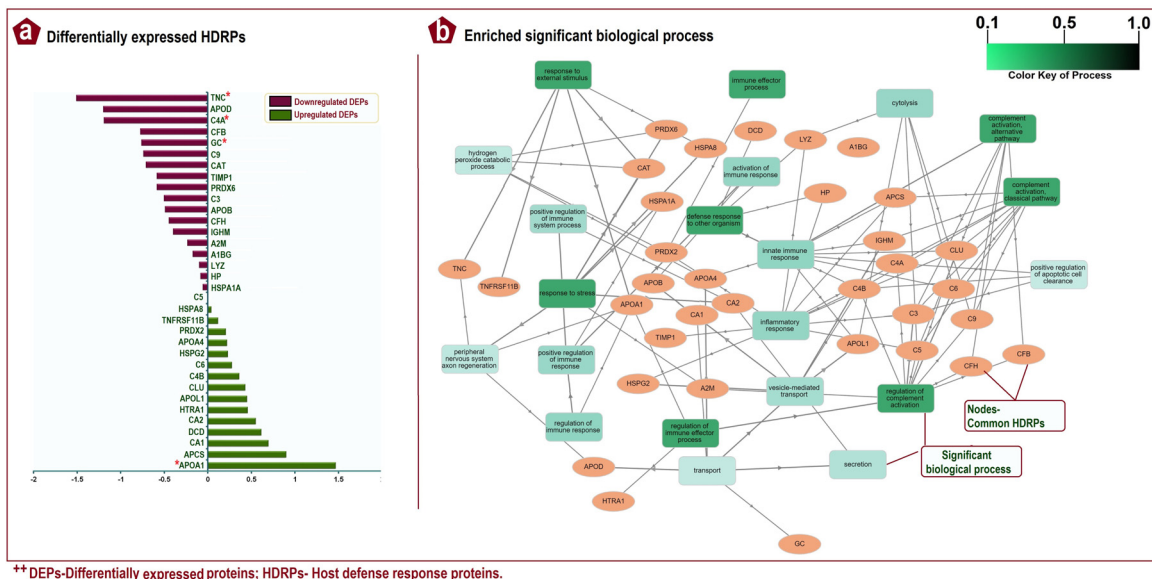 a Differentially expressed HDRPs
Downregulated DEPs
Upregulated DEPs
TNC*
APOD
C4A*
CFB
GC*
C9
CAT
TIMP1
PRDX6
C3
APOB
CFH
IGHM
A2M
A1BG
LYZ
HP
HSPA1A
C5
HSPA8
TNFRSF11B
PRDX2
APOA4
HSPG2
C6
C4B
CLU
APOL1
HTRA1
CA2
DCD
CA1
APCS
*APOA1
-2 -1.5 -1 -0.5 0 0.5 1 1.5
b Enriched significant biological process
0.1 0.5 1.0
Color Key of Process
response to
external stimulus
immune effector
process
cytolysis
complement
activation,
alternative
pathway
PRDX6
DCD
LYZ
A1BG
HSPA8
hydrogen
peroxide catabolic
process
CAT
activation of
immune response
complement
activation,
classical pathway
HSPA1A
HP
APCS
positive regulation
of immune
system process
defense response
to other organism
PRDX2
innate immune
response
IGHM
CLU
TNC
TNFRSF11B
C4A
positive regulation
of apoptotic cell
clearance
response to stress
APOB
APOA4
C4B
C6
APOA1
CA2
CA1
C3
C9
TIMP1
inflammatory
response
APOL1
C5
peripheral
nervous system
axon regeneration
positive
regulation of
immune response
CFH
CFB
HSPG2
A2M
vesicle-mediated
transport
regulation of
complement
activation
Nodes-
Common HDRPs
regulation of
immune response
regulation of
immune effector
process
APOD
transport
secretion
Significant
biological process
HTRA1
GC
++ DEPs-Differentially expressed proteins; HDRPs- Host defense response proteins.